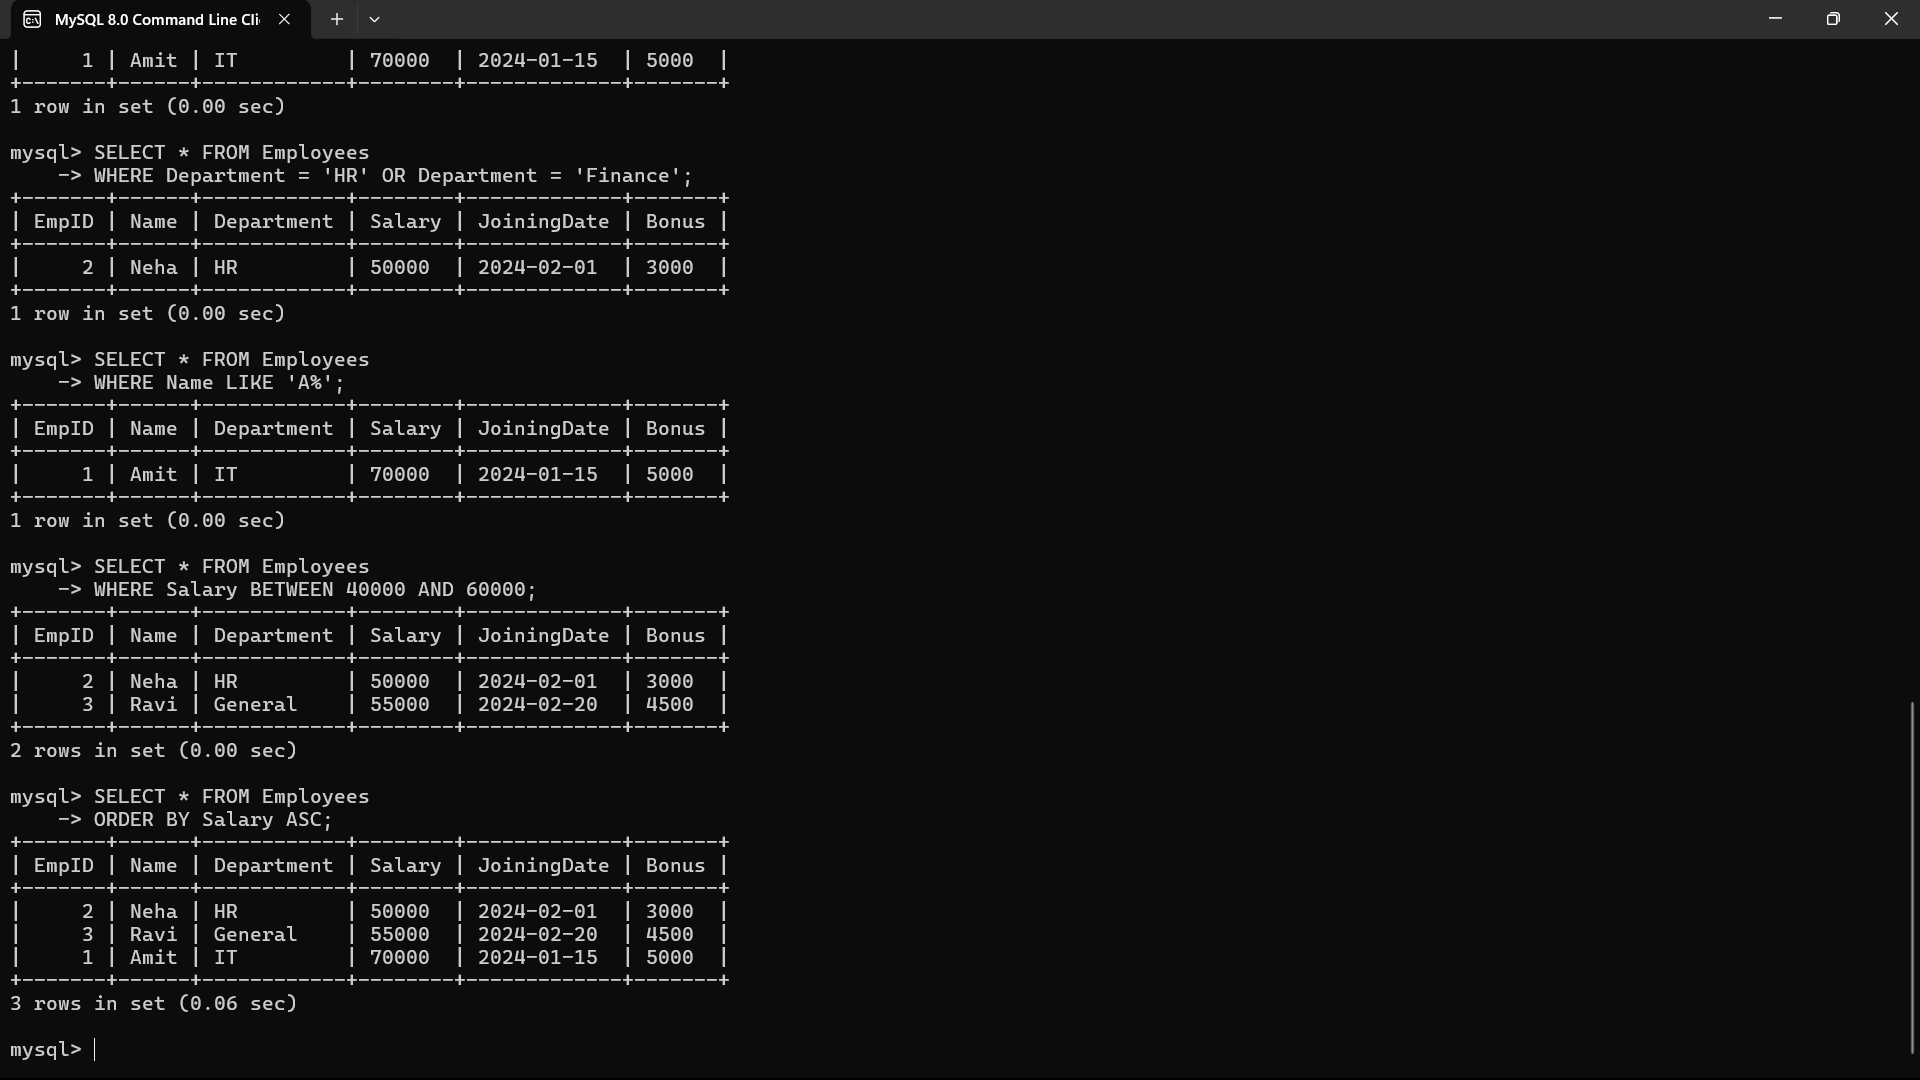 MySQL 8.0 Command Line Cli
|     1 | Amit | IT         | 70000  | 2024-01-15  | 5000  |
+-------+------+------------+--------+-------------+-------+
1 row in set (0.00 sec)

mysql> SELECT * FROM Employees
    -> WHERE Department = 'HR' OR Department = 'Finance';
+-------+------+------------+--------+-------------+-------+
| EmpID | Name | Department | Salary | JoiningDate | Bonus |
+-------+------+------------+--------+-------------+-------+
|     2 | Neha | HR         | 50000  | 2024-02-01  | 3000  |
+-------+------+------------+--------+-------------+-------+
1 row in set (0.00 sec)

mysql> SELECT * FROM Employees
    -> WHERE Name LIKE 'A%';
+-------+------+------------+--------+-------------+-------+
| EmpID | Name | Department | Salary | JoiningDate | Bonus |
+-------+------+------------+--------+-------------+-------+
|     1 | Amit | IT         | 70000  | 2024-01-15  | 5000  |
+-------+------+------------+--------+-------------+-------+
1 row in set (0.00 sec)

mysql> SELECT * FROM Employees
    -> WHERE Salary BETWEEN 40000 AND 60000;
+-------+------+------------+--------+-------------+-------+
| EmpID | Name | Department | Salary | JoiningDate | Bonus |
+-------+------+------------+--------+-------------+-------+
|     2 | Neha | HR         | 50000  | 2024-02-01  | 3000  |
|     3 | Ravi | General    | 55000  | 2024-02-20  | 4500  |
+-------+------+------------+--------+-------------+-------+
2 rows in set (0.00 sec)

mysql> SELECT * FROM Employees
    -> ORDER BY Salary ASC;
+-------+------+------------+--------+-------------+-------+
| EmpID | Name | Department | Salary | JoiningDate | Bonus |
+-------+------+------------+--------+-------------+-------+
|     2 | Neha | HR         | 50000  | 2024-02-01  | 3000  |
|     3 | Ravi | General    | 55000  | 2024-02-20  | 4500  |
|     1 | Amit | IT         | 70000  | 2024-01-15  | 5000  |
+-------+------+------------+--------+-------------+-------+
3 rows in set (0.06 sec)

mysql>